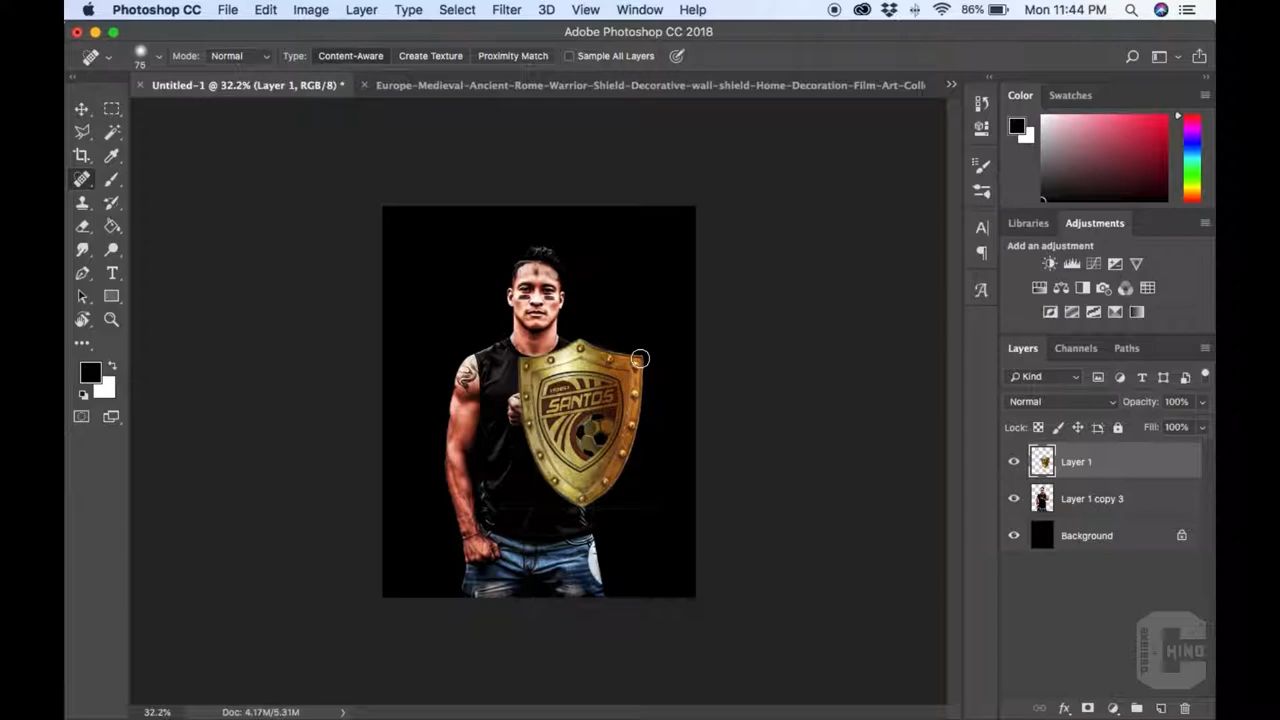 Photoshop CC File Edit Image Layer Type Select Filter 3D View Window Help 86% Mon 11:44 PM
Adobe Photoshop CC 2018
75 Mode: Normal Type: Content-Aware Create Texture Proximity Match Sample All Layers
Untitled-1 @ 32.2% (Layer 1, RGB/8) * Europe-Medieval-Ancient-Rome-Warrior-Shield-Decorative-wall-shield-Home-Decoration-Film-Art-Coll
Color Swatches
Libraries Adjustments
Add an adjustment
SANTOS
Layers Channels Paths
Kind
Normal Opacity: 100%
Lock: Fill: 100%
Layer 1
Layer 1 copy 3
Background
HINO
32.2% Doc: 4.17M/5.31M